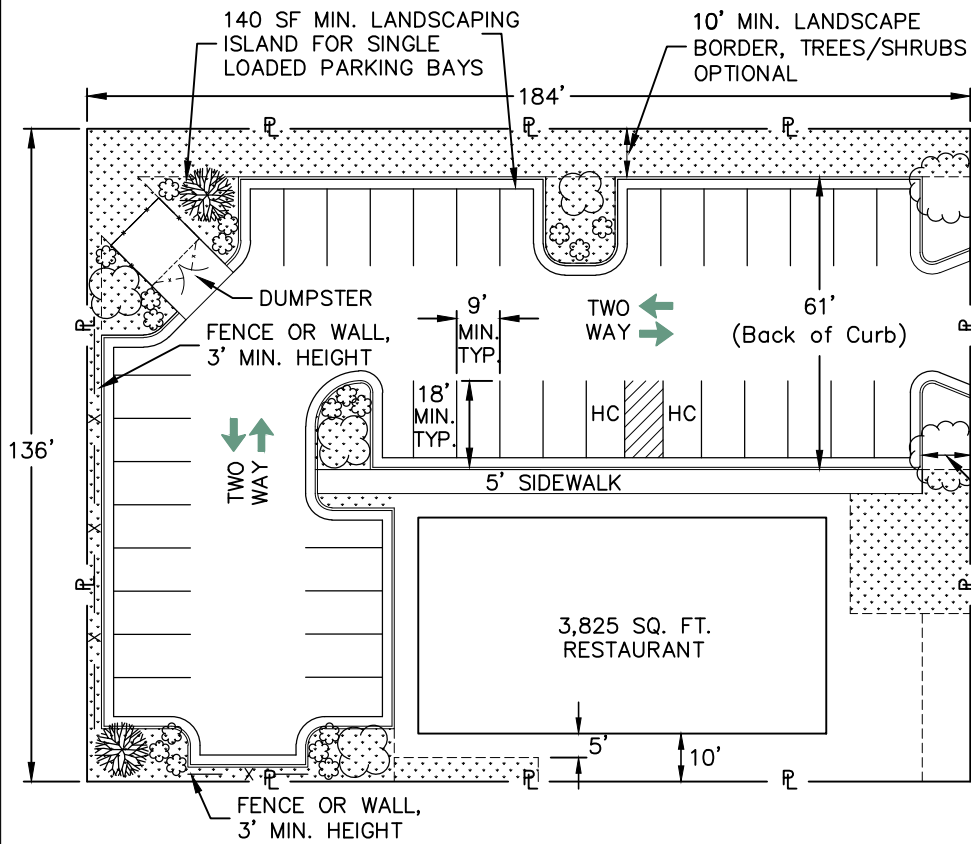 140 SF MIN. LANDSCAPING
ISLAND FOR SINGLE
LOADED PARKING BAYS
10' MIN. LANDSCAPE
BORDER, TREES/SHRUBS
OPTIONAL
184'
PL
PL
PL
DUMPSTER
9'
MIN.
TYP.
TWO
WAY
61'
(Back of Curb)
PL
PL
FENCE OR WALL,
3' MIN. HEIGHT
18'
MIN.
TYP.
HC
HC
136'
TWO
WAY
5' SIDEWALK
X
X
X
PL
PL
3,825 SQ. FT.
RESTAURANT
5'
10'
X
PL
PL
PL
FENCE OR WALL,
3' MIN. HEIGHT